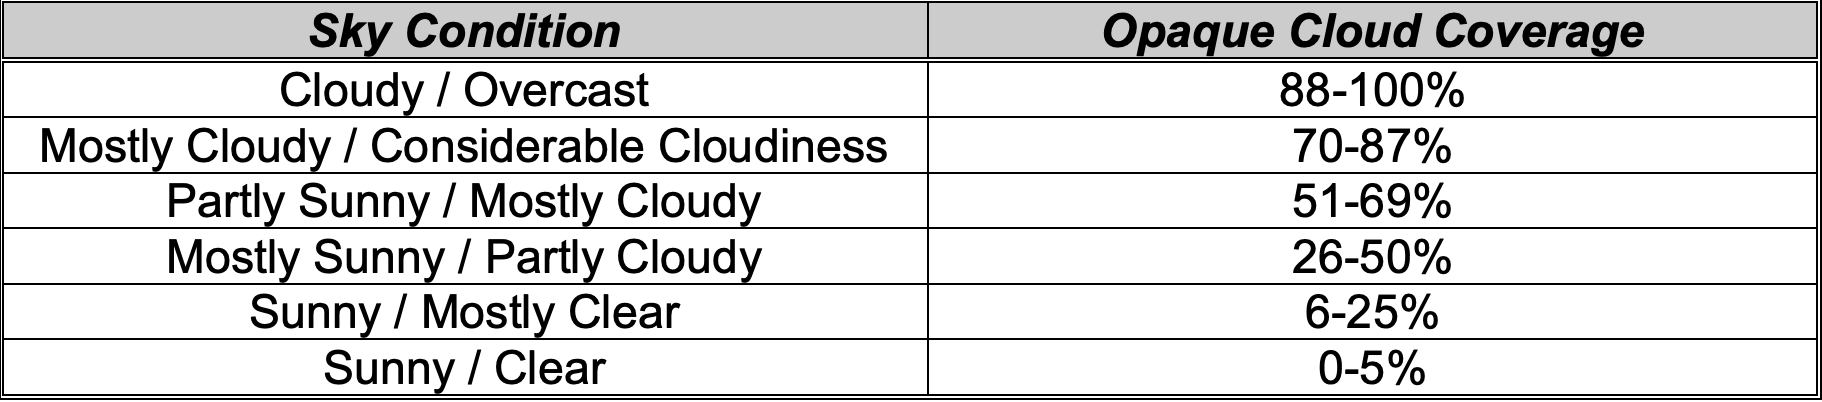 Sky Condition Opaque Cloud Coverage
Cloudy / Overcast 88-100%
Mostly Cloudy / Considerable Cloudiness 70-87%
Partly Sunny / Mostly Cloudy 51-69%
Mostly Sunny / Partly Cloudy 26-50%
Sunny / Mostly Clear 6-25%
Sunny / Clear 0-5%